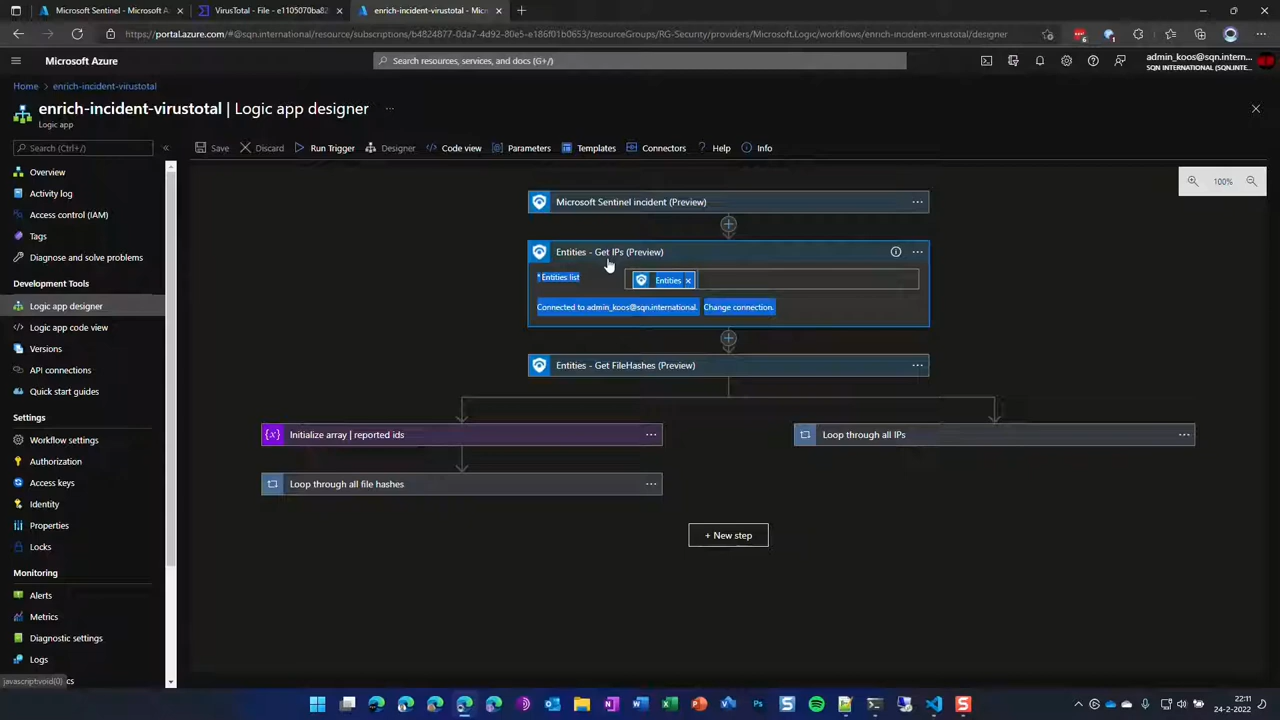 Microsoft Sentinel - Microsoft A
VirusTotal - File - e1105070ba82
enrich-incident-virustotal - Micr
https://portal.azure.com/#@sqn.international/resource/subscriptions/b4824877-0da7-4d92-80e5-e186f01b0653/resourceGroups/RG-Security/providers/Microsoft.Logic/workflows/enrich-incident-virustotal/designer
Microsoft Azure
Search resources, services, and docs (G+/)
admin_koos@sqn.intern...
SQN INTERNATIONAL (SQN.INTE...
Home > enrich-incident-virustotal >
enrich-incident-virustotal | Logic app designer ...
Logic app
Search (Ctrl+/)
Save
Discard
Run Trigger
Designer
Code view
Parameters
Templates
Connectors
Help
Info
Overview
Activity log
Access control (IAM)
Tags
Diagnose and solve problems
Development Tools
Logic app designer
Logic app code view
Versions
API connections
Quick start guides
Settings
Workflow settings
Authorization
Access keys
Identity
Properties
Locks
Monitoring
Alerts
Metrics
Diagnostic settings
Logs
javascript:void(0)
cs
100%
Microsoft Sentinel incident (Preview)
Entities - Get IPs (Preview)
* Entities list
Entities ×
Connected to admin_koos@sqn.international. Change connection.
Entities - Get FileHashes (Preview)
Initialize array | reported ids
Loop through all IPs
Loop through all file hashes
+ New step
22:11
24-2-2022